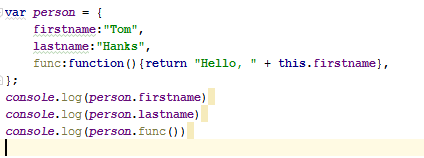 var person = {
    firstname:"Tom",
    lastname:"Hanks",
    func:function(){return "Hello, " + this.firstname},
};
console.log(person.firstname)
console.log(person.lastname)
console.log(person.func())